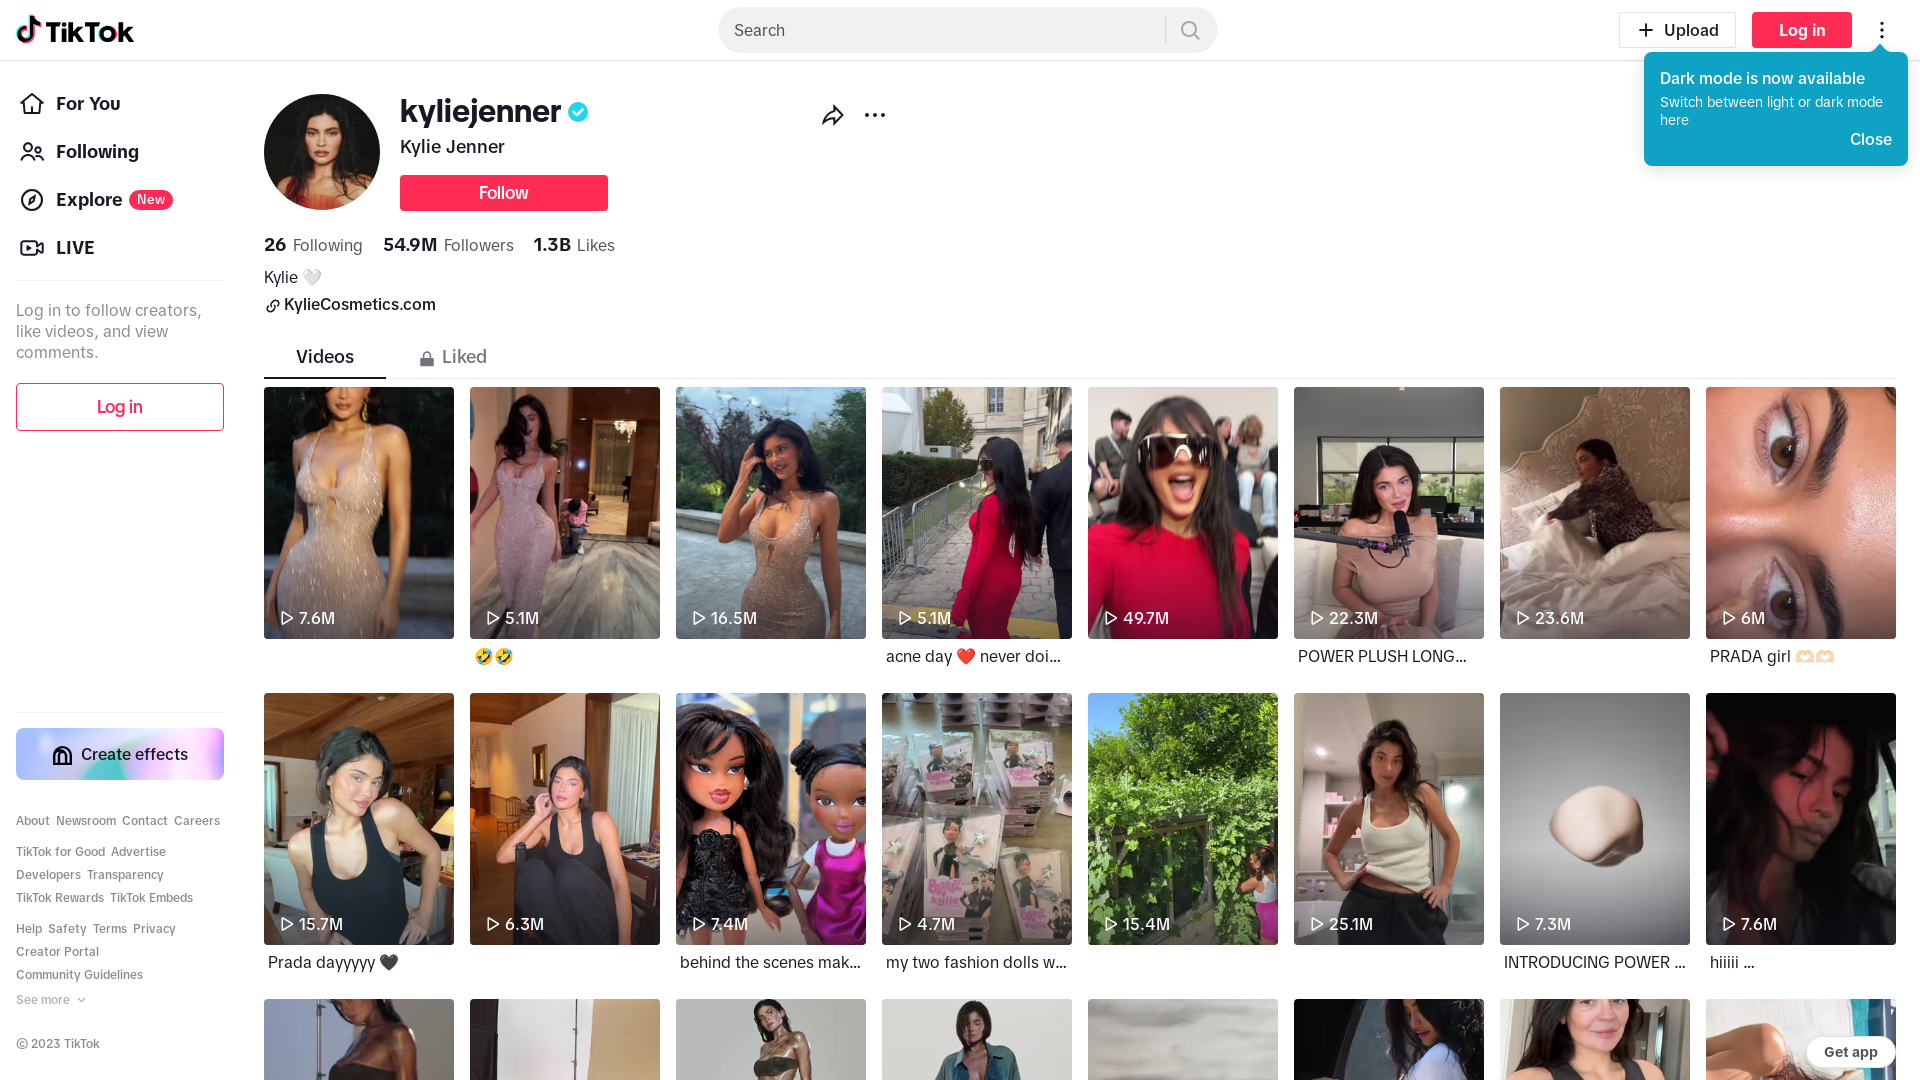 TikTok
Search
Upload
Log in
Dark mode is now available
Switch between light or dark mode
here
Close
For You
Following
Explore New
LIVE
Log in to follow creators,
like videos, and view
comments.
Log in
Create effects
About Newsroom Contact Careers
TikTok for Good Advertise
Developers Transparency
TikTok Rewards TikTok Embeds
Help Safety Terms Privacy
Creator Portal
Community Guidelines
See more
© 2023 TikTok
kyliejenner
Kylie Jenner
Follow
26 Following 54.9M Followers 1.3B Likes
Kylie 🤍
KylieCosmetics.com
Videos Liked
7.6M
5.1M
16.5M
5.1M
49.7M
22.3M
23.6M
6M
🤣🤣
acne day ❤️ never doi...
POWER PLUSH LONG...
PRADA girl 🫶🏻🫶🏻
15.7M
6.3M
7.4M
4.7M
15.4M
25.1M
7.3M
7.6M
Prada dayyyyy 🖤
behind the scenes mak...
my two fashion dolls w...
INTRODUCING POWER ...
hiiiii ...
Get app